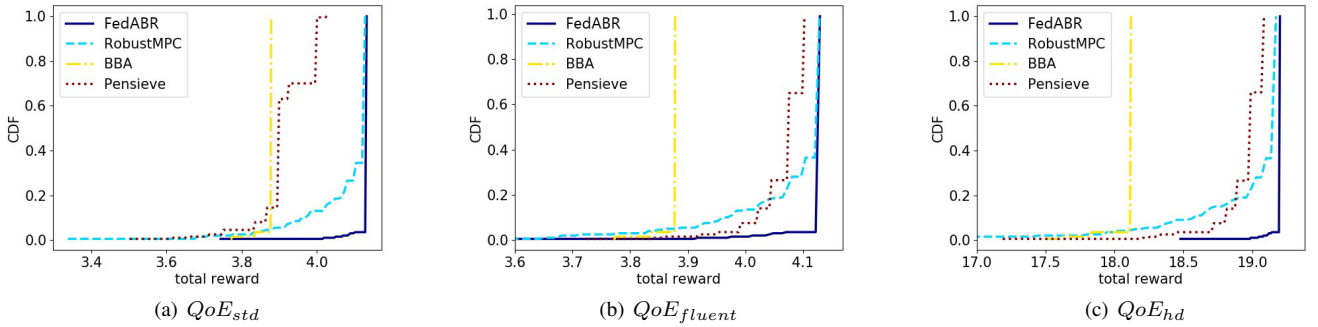 FedABR
RobustMPC
BBA
Pensieve
CDF
1.0
0.8
0.6
0.4
0.2
0.0
3.4
3.6
3.8
4.0
total reward
(a) QoE_std
FedABR
RobustMPC
BBA
Pensieve
CDF
1.0
0.8
0.6
0.4
0.2
0.0
3.6
3.7
3.8
3.9
4.0
4.1
total reward
(b) QoE_fluent
FedABR
RobustMPC
BBA
Pensieve
CDF
1.0
0.8
0.6
0.4
0.2
0.0
17.0
17.5
18.0
18.5
19.0
total reward
(c) QoE_hd